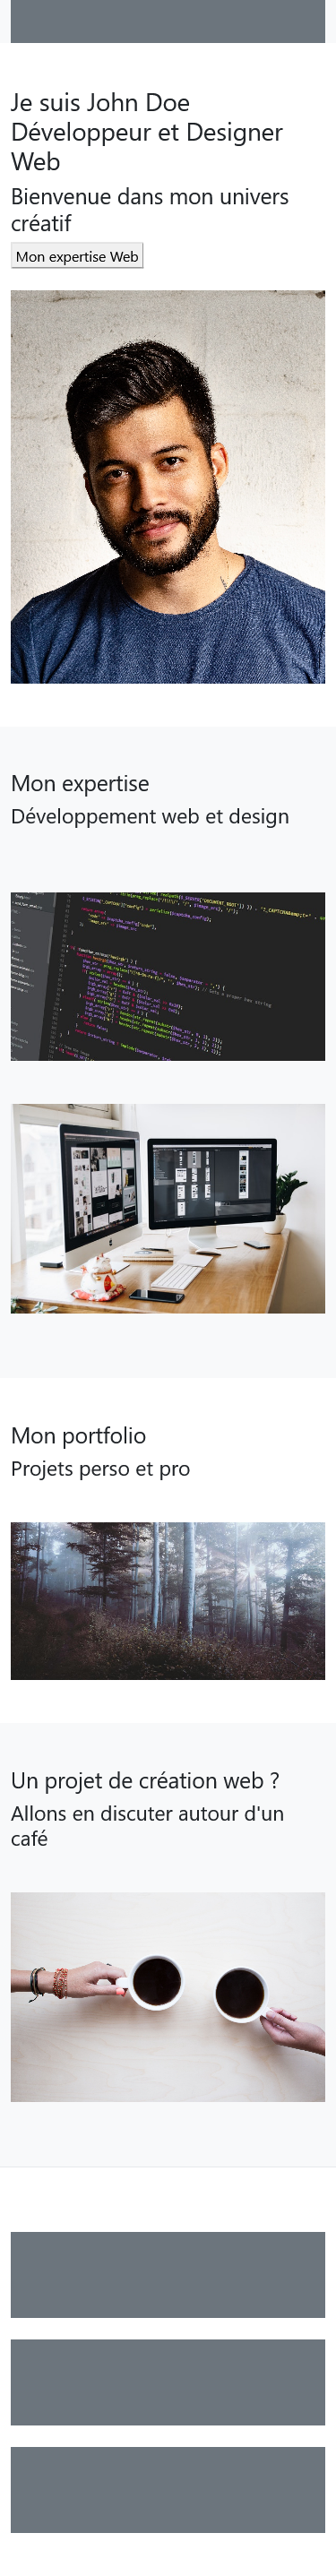 Je suis John Doe
Développeur et Designer
Web
Bienvenue dans mon univers
créatif
Mon expertise Web
Mon expertise
Développement web et design
Mon portfolio
Projets perso et pro
Un projet de création web ?
Allons en discuter autour d'un
café